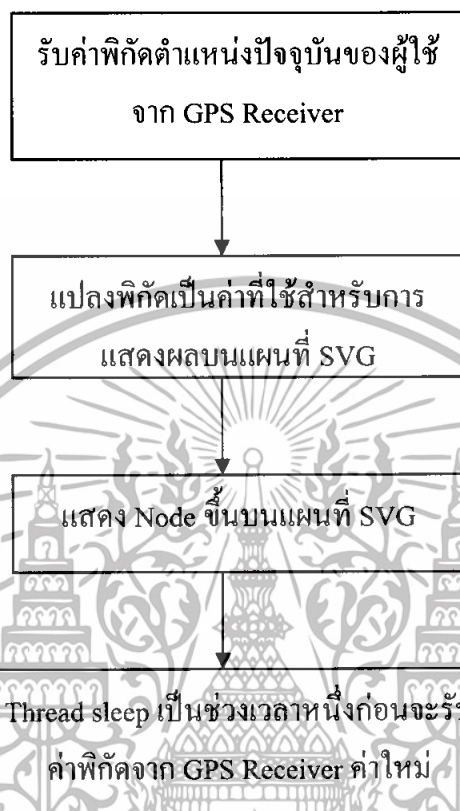 รับค่าพิกัดตำแหน่งปัจจุบันของผู้ใช้
จาก GPS Receiver
แปลงพิกัดเป็นค่าที่ใช้สำหรับการ
แสดงผลบนแผนที่ SVG
แสดง Node ขึ้นบนแผนที่ SVG
Thread sleep เป็นช่วงเวลาหนึ่งก่อนจะรับ
ค่าพิกัดจาก GPS Receiver ค่าใหม่